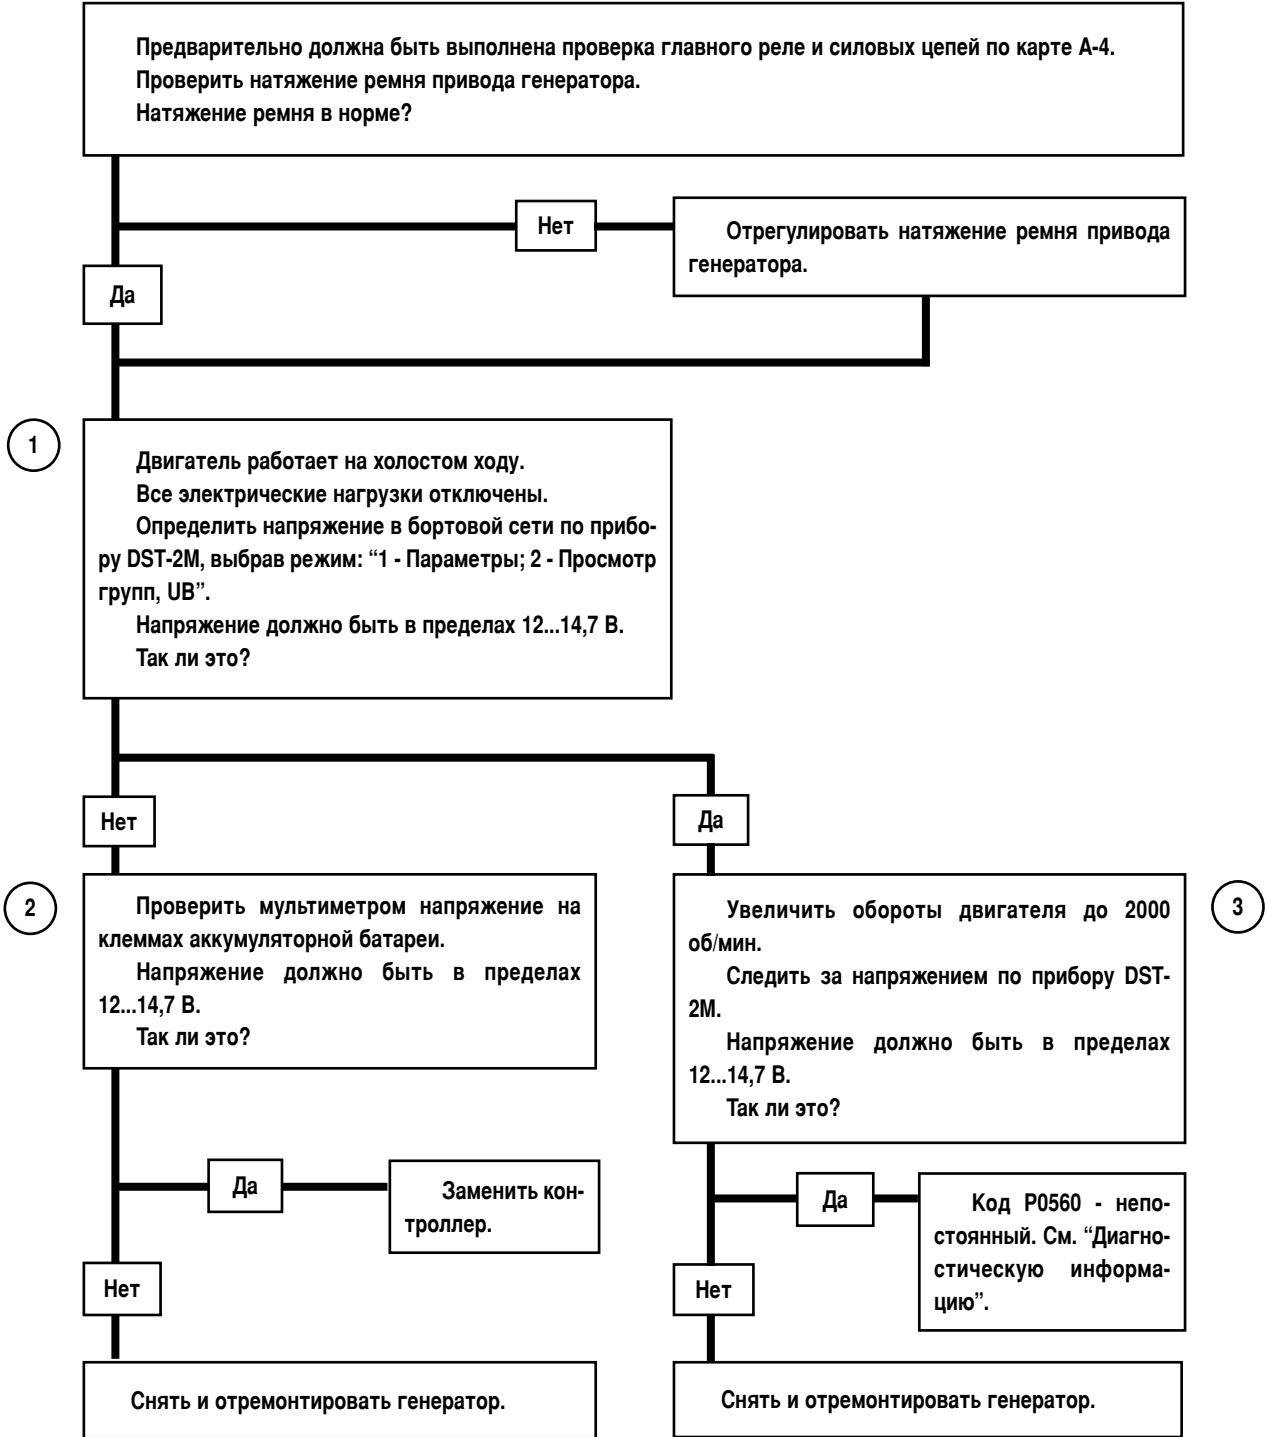 Предварительно должна быть выполнена проверка главного реле и силовых цепей по карте А-4.
Проверить натяжение ремня привода генератора.
Натяжение ремня в норме?
Нет
Отрегулировать натяжение ремня привода
генератора.
Да
1
Двигатель работает на холостом ходу.
Все электрические нагрузки отключены.
Определить напряжение в бортовой сети по прибо-
ру DST-2M, выбрав режим: “1 - Параметры; 2 - Просмотр
групп, UB”.
Напряжение должно быть в пределах 12...14,7 В.
Так ли это?
Нет
Да
2
Проверить мультиметром напряжение на
клеммах аккумуляторной батареи.
Напряжение должно быть в пределах
12...14,7 В.
Так ли это?
3
Увеличить обороты двигателя до 2000
об/мин.
Следить за напряжением по прибору DST-
2M.
Напряжение должно быть в пределах
12...14,7 В.
Так ли это?
Да
Заменить кон-
троллер.
Да
Код Р0560 - непо-
стоянный. См. “Диагно-
стическую информа-
цию”.
Нет
Нет
Снять и отремонтировать генератор.
Снять и отремонтировать генератор.